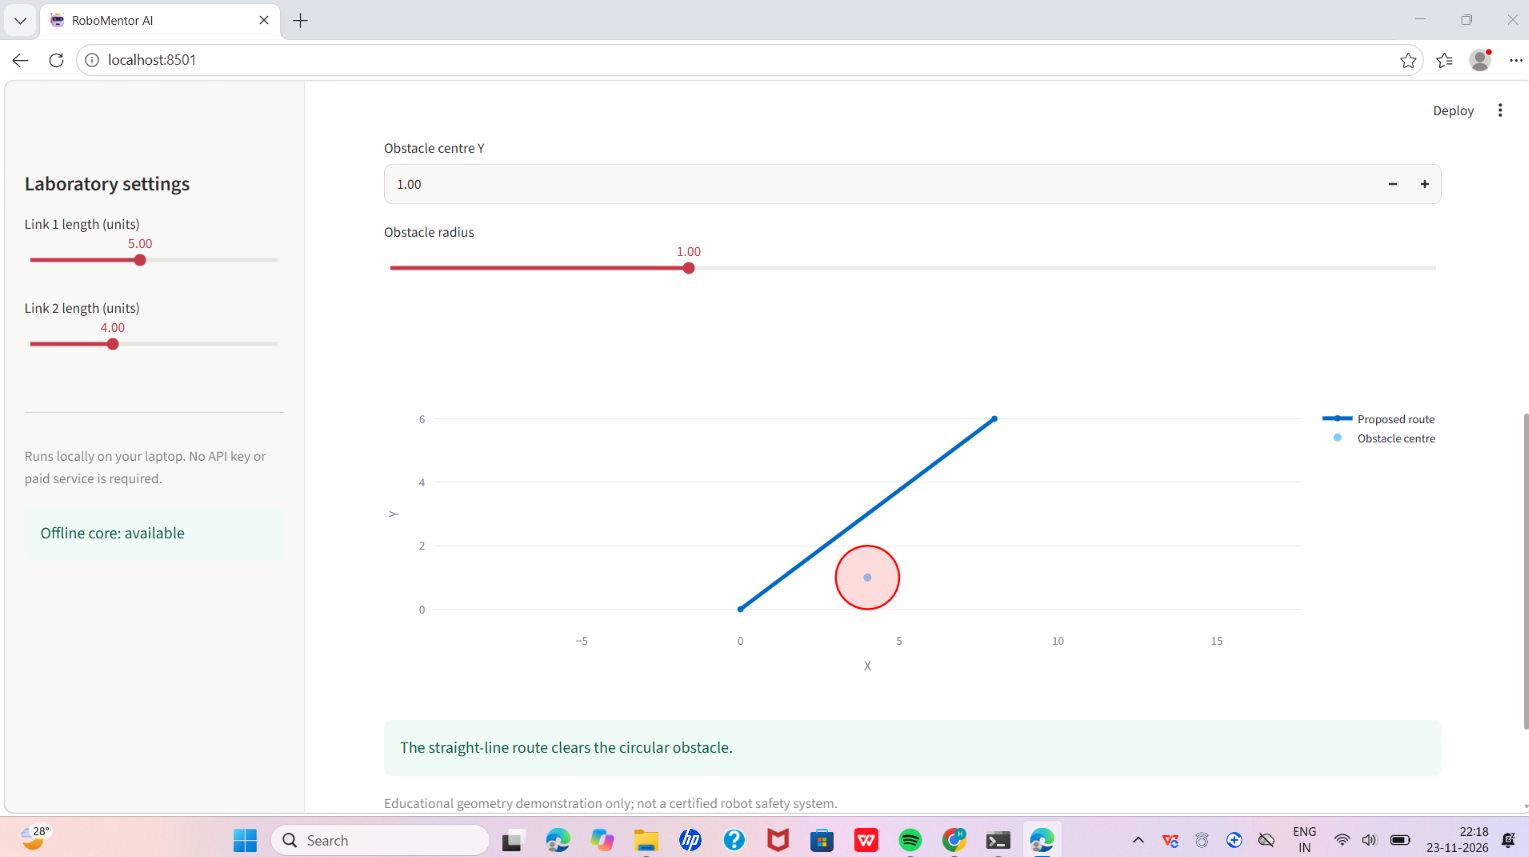 RoboMentor AI
localhost:8501
Deploy
Laboratory settings
Link 1 length (units)
5.00
Link 2 length (units)
4.00
Runs locally on your laptop. No API key or
paid service is required.
Offline core: available
Obstacle centre Y
1.00
Obstacle radius
1.00
6
4
2
0
Y
−5
0
5
10
15
X
Proposed route
Obstacle centre
The straight-line route clears the circular obstacle.
Educational geometry demonstration only; not a certified robot safety system.
28°
Search
ENG
IN
22:18
23-11-2026